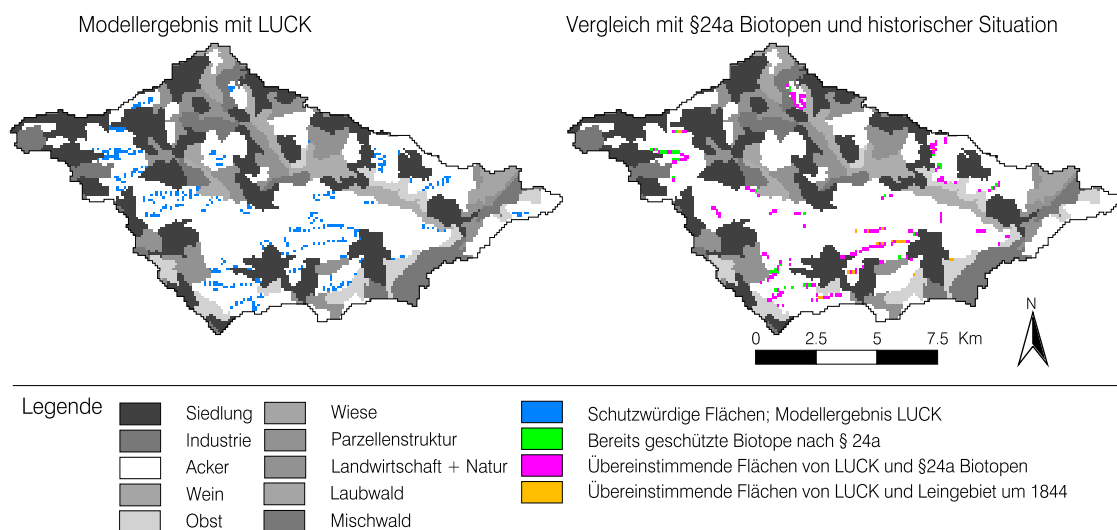 Modellergebnis mit LUCK
Vergleich mit §24a Biotopen und historischer Situation
N
0 2.5 5 7.5 Km
Legende
Siedlung
Industrie
Acker
Wein
Obst
Wiese
Parzellenstruktur
Landwirtschaft + Natur
Laubwald
Mischwald
Schutzwürdige Flächen; Modellergebnis LUCK
Bereits geschützte Biotope nach § 24a
Übereinstimmende Flächen von LUCK und §24a Biotopen
Übereinstimmende Flächen von LUCK und Leingebiet um 1844